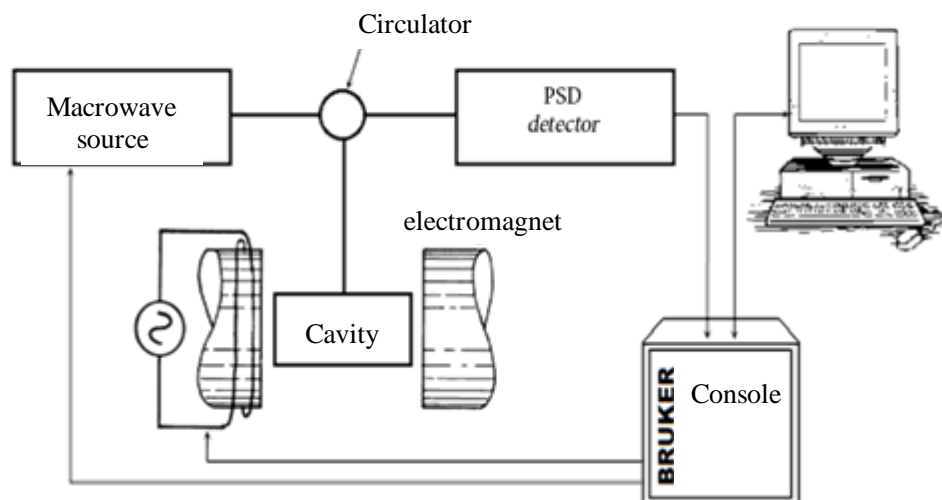 Circulator
Macrowave
source
PSD
detector
electromagnet
Cavity
BRUKER
Console